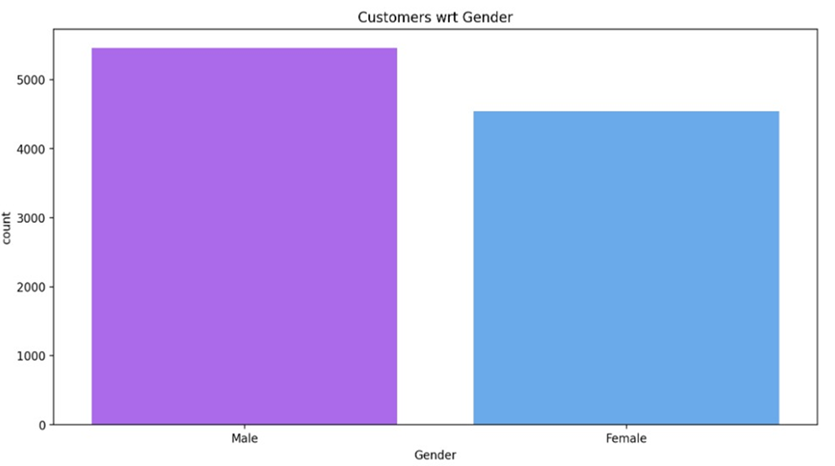 Customers wrt Gender
5000
4000
3000
2000
1000
0
count
Male
Female
Gender